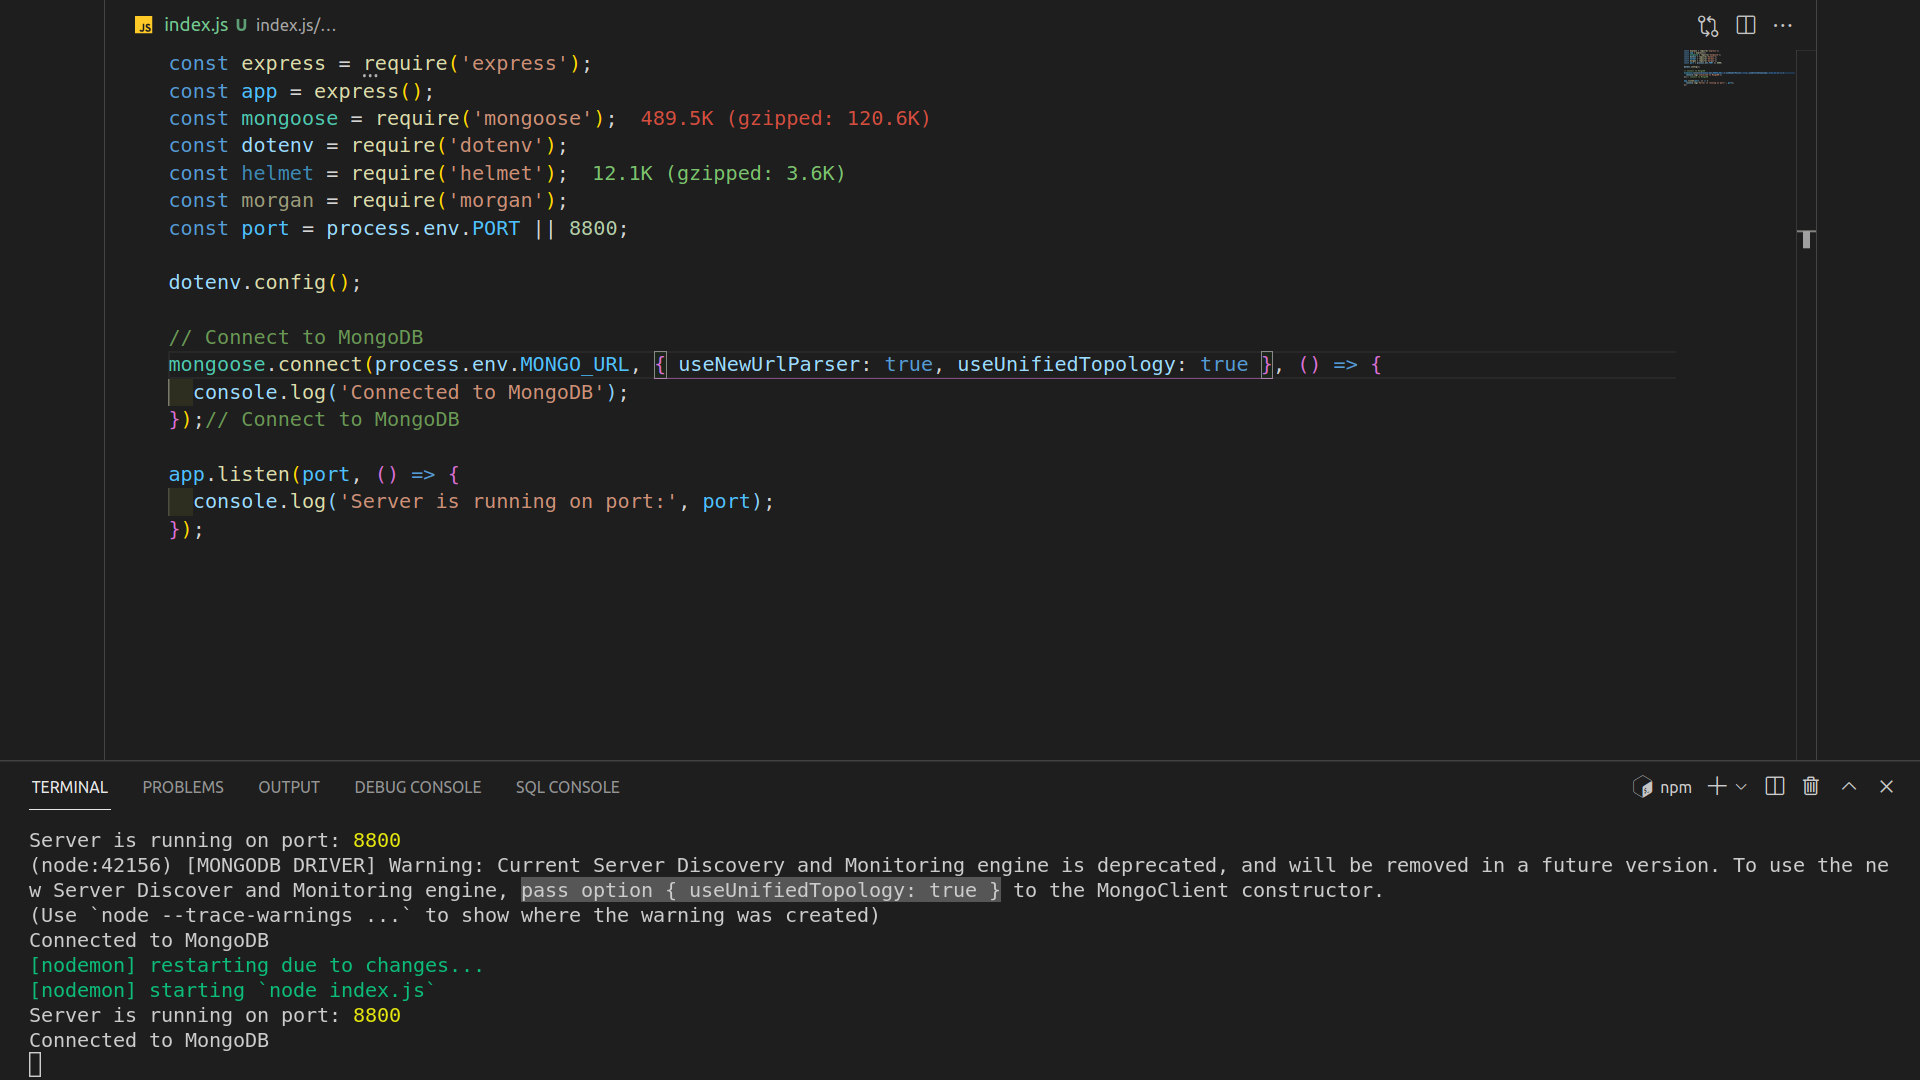 JS index.js U index.js/...
const express = require('express');
const app = express();
const mongoose = require('mongoose');  489.5K (gzipped: 120.6K)
const dotenv = require('dotenv');
const helmet = require('helmet');  12.1K (gzipped: 3.6K)
const morgan = require('morgan');
const port = process.env.PORT || 8800;
dotenv.config();
// Connect to MongoDB
mongoose.connect(process.env.MONGO_URL, { useNewUrlParser: true, useUnifiedTopology: true }, () => {
  console.log('Connected to MongoDB');
});// Connect to MongoDB
app.listen(port, () => {
  console.log('Server is running on port:', port);
});
TERMINAL PROBLEMS OUTPUT DEBUG CONSOLE SQL CONSOLE npm
Server is running on port: 8800
(node:42156) [MONGODB DRIVER] Warning: Current Server Discovery and Monitoring engine is deprecated, and will be removed in a future version. To use the ne
w Server Discover and Monitoring engine, pass option { useUnifiedTopology: true } to the MongoClient constructor.
(Use `node --trace-warnings ...` to show where the warning was created)
Connected to MongoDB
[nodemon] restarting due to changes...
[nodemon] starting `node index.js`
Server is running on port: 8800
Connected to MongoDB